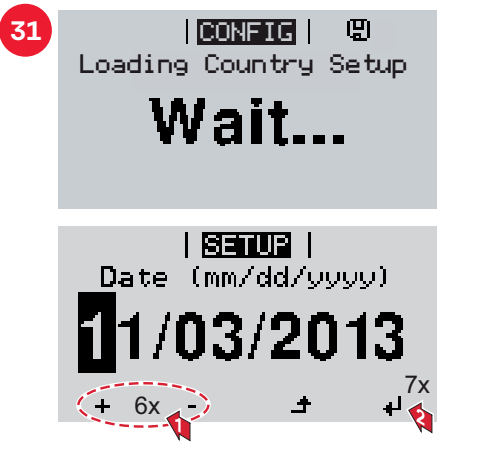 31
| CONFIG |
Loading Country Setup
Wait...
| SETUP |
Date (mm/dd/yyyy)
11/03/2013
+ 6x - 7x
1 2